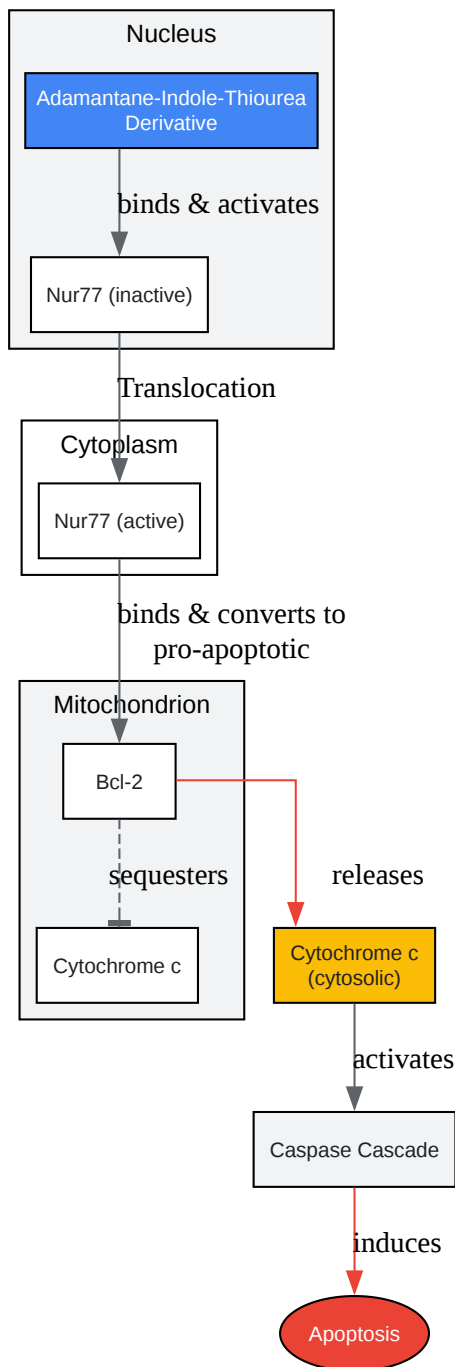 Nucleus
Adamantane-Indole-Thiourea
Derivative
binds & activates
Nur77 (inactive)
Translocation
Cytoplasm
Nur77 (active)
binds & converts to
pro-apoptotic
Mitochondrion
Bcl-2
sequesters
releases
Cytochrome c
Cytochrome c
(cytosolic)
activates
Caspase Cascade
induces
Apoptosis